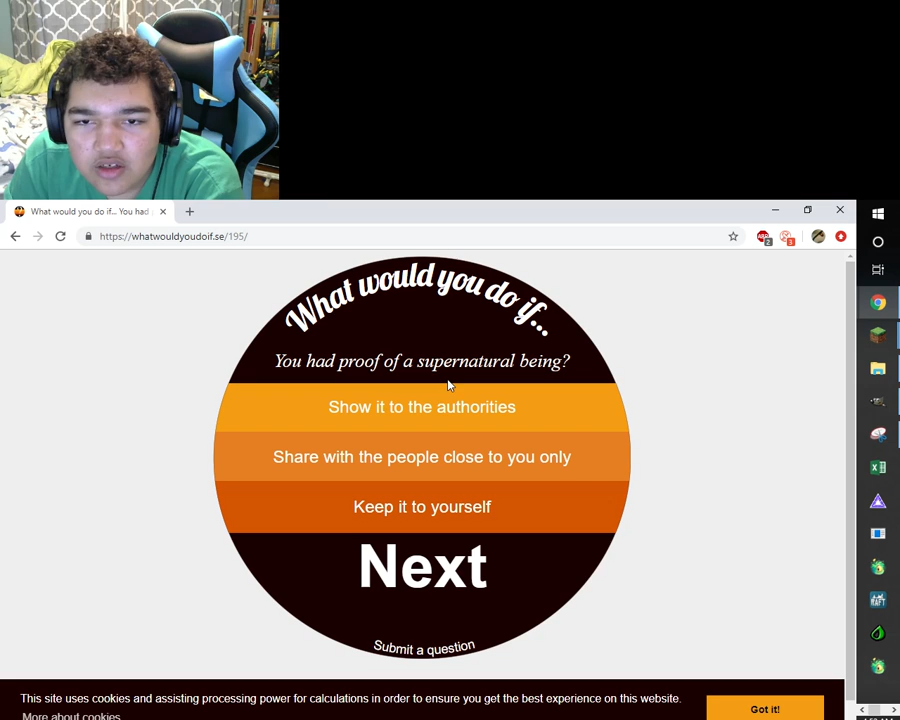 What would you do if... You had
https://whatwouldyoudoif.se/195/
2
3
What would you do if...
You had proof of a supernatural being?
Show it to the authorities
Share with the people close to you only
Keep it to yourself
Next
Submit a question
This site uses cookies and assisting processing power for calculations in order to ensure you get the best experience on this website.
More about cookies
Got it!
WAFT